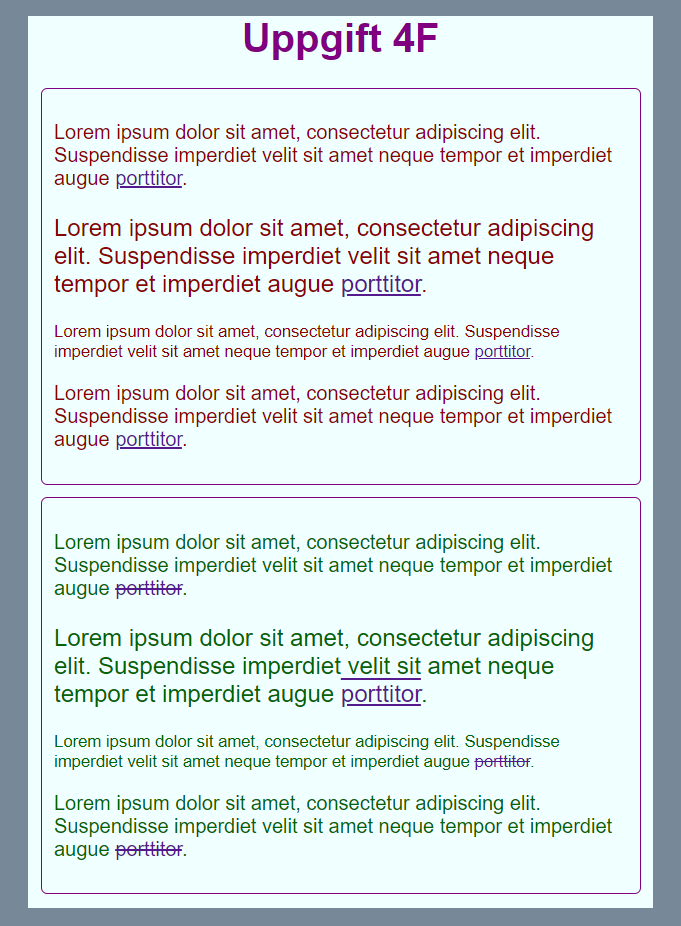 Uppgift 4F
Lorem ipsum dolor sit amet, consectetur adipiscing elit.
Suspendisse imperdiet velit sit amet neque tempor et imperdiet
augue porttitor.
Lorem ipsum dolor sit amet, consectetur adipiscing
elit. Suspendisse imperdiet velit sit amet neque
tempor et imperdiet augue porttitor.
Lorem ipsum dolor sit amet, consectetur adipiscing elit. Suspendisse
imperdiet velit sit amet neque tempor et imperdiet augue porttitor.
Lorem ipsum dolor sit amet, consectetur adipiscing elit.
Suspendisse imperdiet velit sit amet neque tempor et imperdiet
augue porttitor.
Lorem ipsum dolor sit amet, consectetur adipiscing elit.
Suspendisse imperdiet velit sit amet neque tempor et imperdiet
augue porttitor.
Lorem ipsum dolor sit amet, consectetur adipiscing
elit. Suspendisse imperdiet velit sit amet neque
tempor et imperdiet augue porttitor.
Lorem ipsum dolor sit amet, consectetur adipiscing elit. Suspendisse
imperdiet velit sit amet neque tempor et imperdiet augue porttitor.
Lorem ipsum dolor sit amet, consectetur adipiscing elit.
Suspendisse imperdiet velit sit amet neque tempor et imperdiet
augue porttitor.